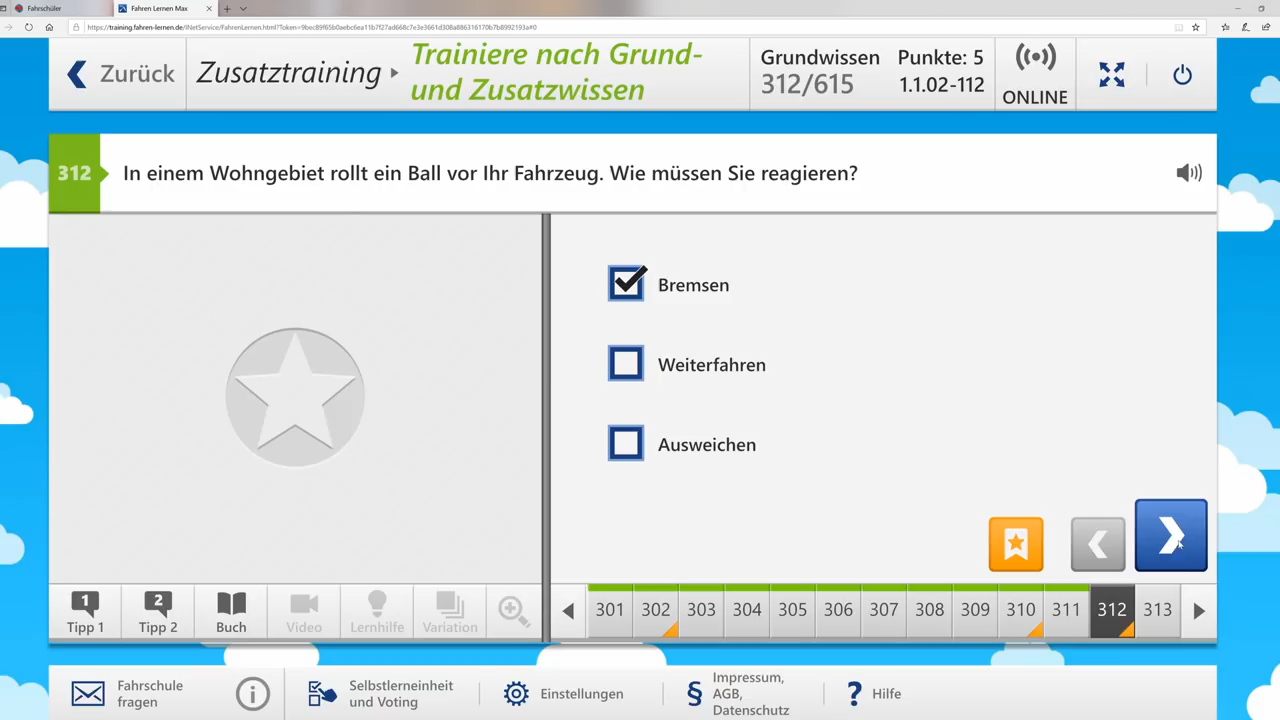 Fahrschüler
Fahren Lernen Max
Zurück
Zusatztraining
Trainiere nach Grund-
und Zusatzwissen
Grundwissen
312/615
Punkte: 5
1.1.02-112
ONLINE
312
In einem Wohngebiet rollt ein Ball vor Ihr Fahrzeug. Wie müssen Sie reagieren?
Bremsen
Weiterfahren
Ausweichen
1
Tipp 1
2
Tipp 2
Buch
Video
Lernhilfe
Variation
301 302 303 304 305 306 307 308 309 310 311 312 313
Fahrschule
fragen
Selbstlerneinheit
und Voting
Einstellungen
§
Impressum,
AGB,
Datenschutz
?
Hilfe